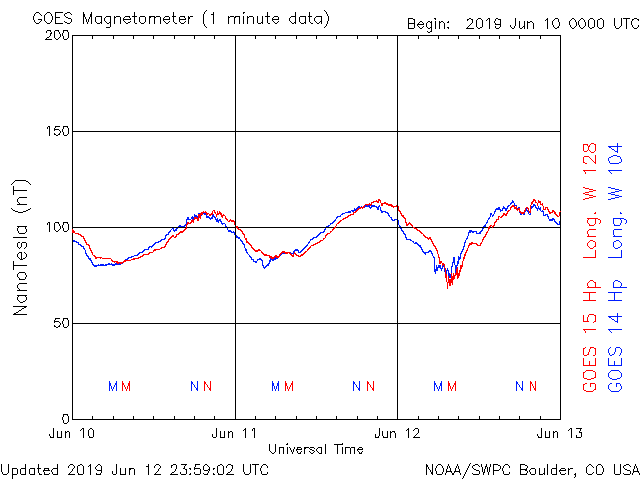 GOES Magnetometer (1 minute data)
Begin: 2019 Jun 10 0000 UTC
200
150
100
50
0
NanoTesla (nT)
M M N N M M N N M M N N
Jun 10 Jun 11 Jun 12 Jun 13
Universal Time
GOES 15 Hp Long. W 128
GOES 14 Hp Long. W 104
Updated 2019 Jun 12 23:59:02 UTC
NOAA/SWPC Boulder, CO USA